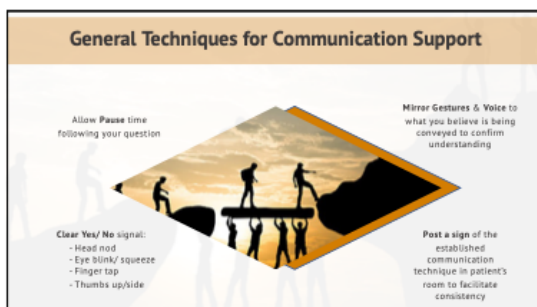 General Techniques for Communication Support
Allow Pause time
following your question
Mirror Gestures & Voice to
what you believe is being
conveyed to confirm
understanding
Clear Yes/ No signal:
- Head nod
- Eye blink/ squeeze
- Finger tap
- Thumbs up/side
Post a sign of the
established
communication
technique in patient's
room to facilitate
consistency